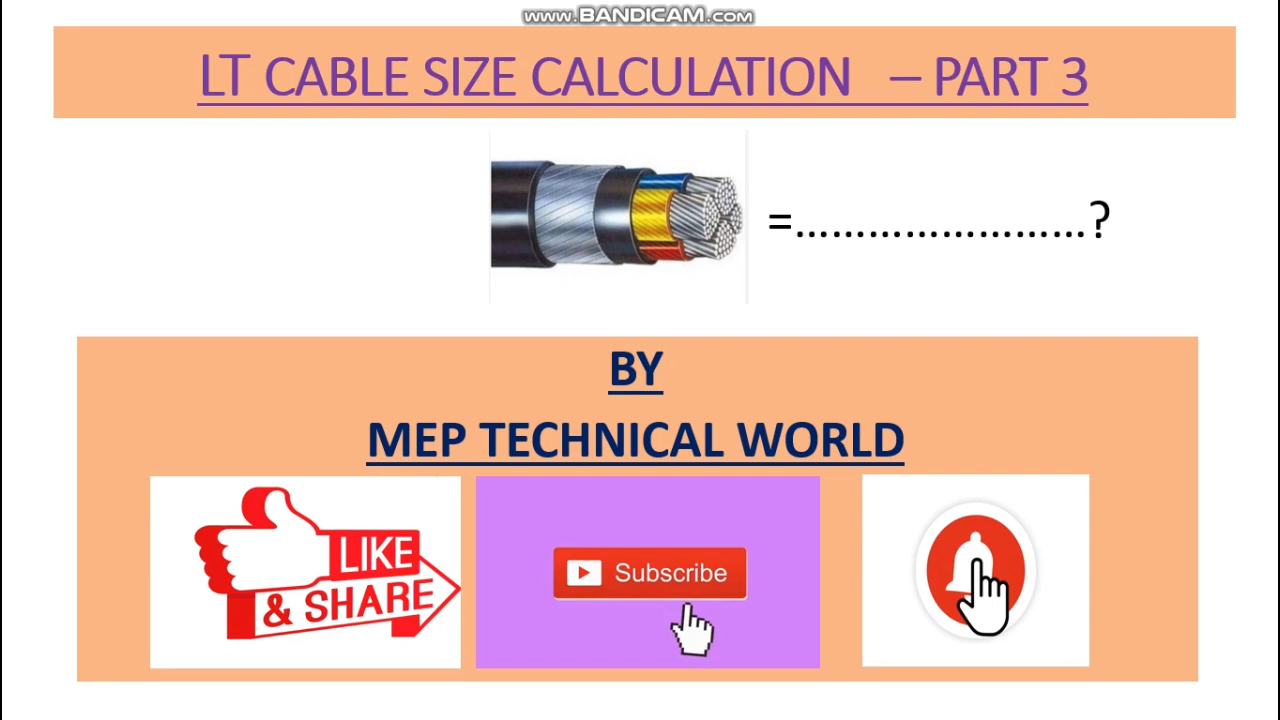 www.BANDICAM.com
LT CABLE SIZE CALCULATION – PART 3
=........................?
BY
MEP TECHNICAL WORLD
LIKE
& SHARE
Subscribe